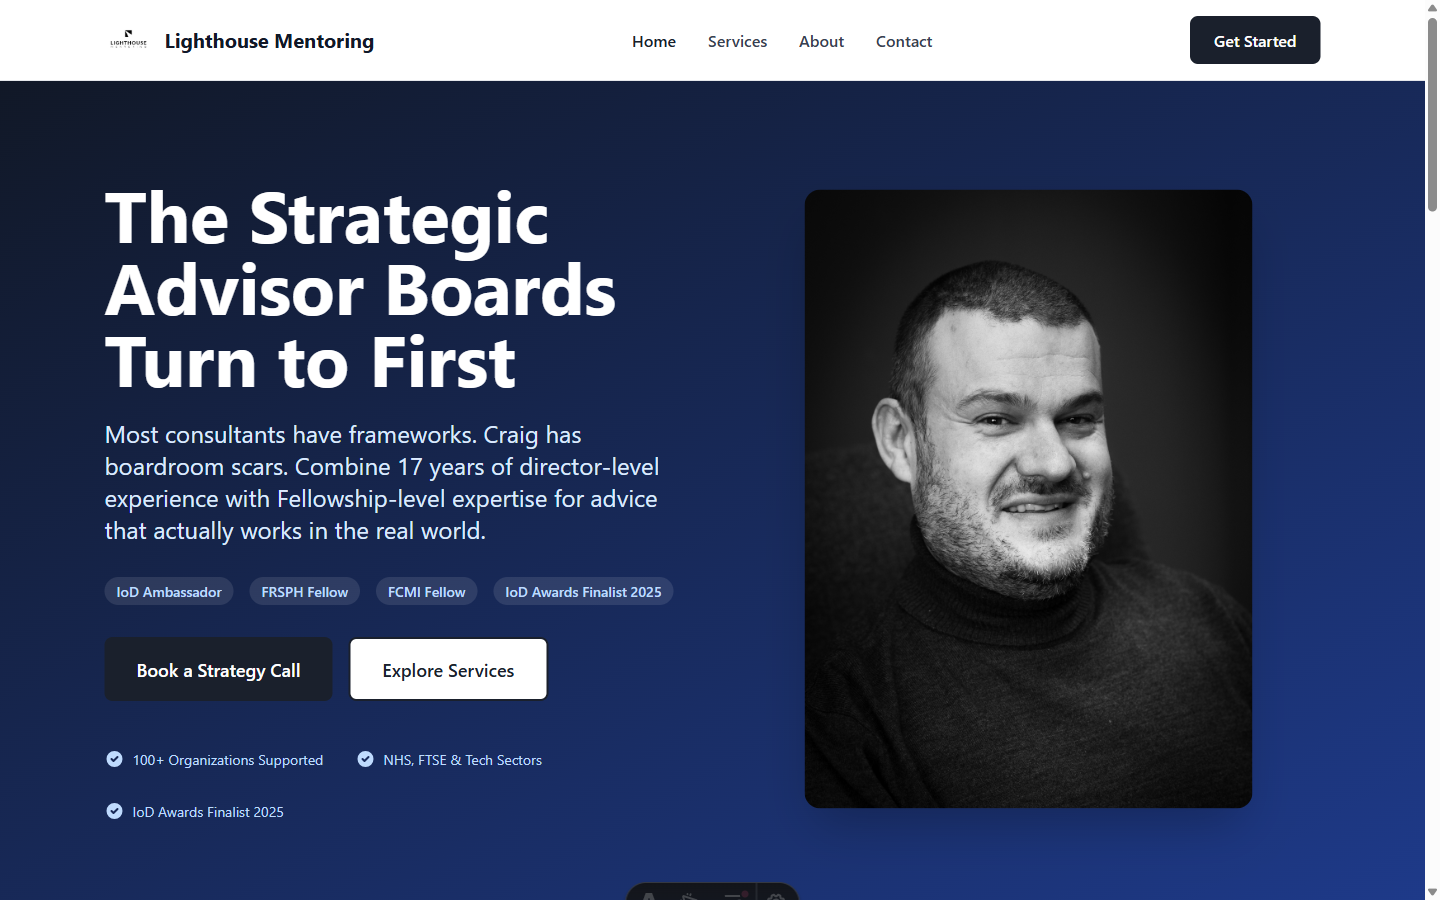 LIGHTHOUSE
Lighthouse Mentoring
Home
Services
About
Contact
Get Started
The Strategic
Advisor Boards
Turn to First
Most consultants have frameworks. Craig has
boardroom scars. Combine 17 years of director-level
experience with Fellowship-level expertise for advice
that actually works in the real world.
IoD Ambassador
FRSPH Fellow
FCMI Fellow
IoD Awards Finalist 2025
Book a Strategy Call
Explore Services
100+ Organizations Supported
NHS, FTSE & Tech Sectors
IoD Awards Finalist 2025